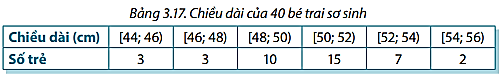 Bảng 3.17. Chiều dài của 40 bé trai sơ sinh
Chiều dài (cm) [44; 46) [46; 48) [48; 50) [50; 52) [52; 54) [54; 56)
Số trẻ 3 3 10 15 7 2